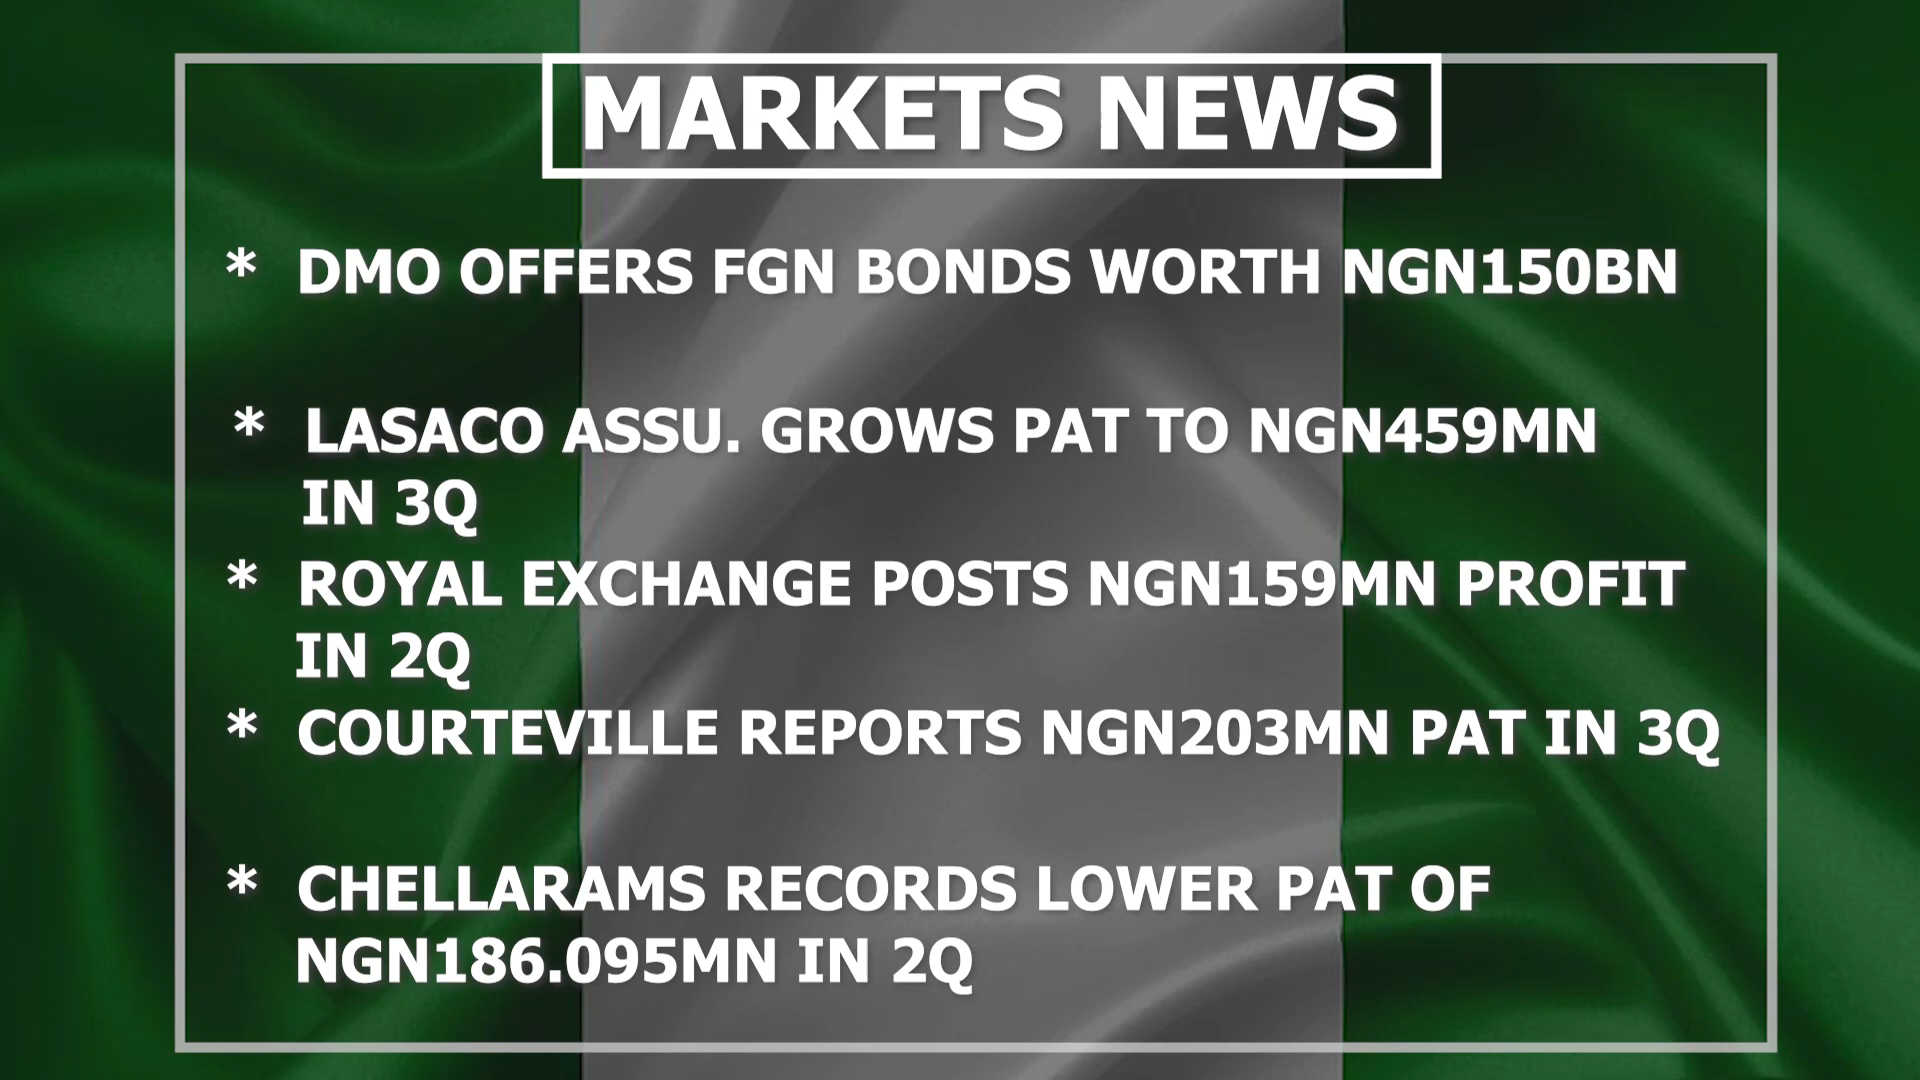 MARKETS NEWS
* DMO OFFERS FGN BONDS WORTH NGN150BN
* LASACO ASSU. GROWS PAT TO NGN459MN
IN 3Q
* ROYAL EXCHANGE POSTS NGN159MN PROFIT
IN 2Q
* COURTEVILLE REPORTS NGN203MN PAT IN 3Q
* CHELLARAMS RECORDS LOWER PAT OF
NGN186.095MN IN 2Q